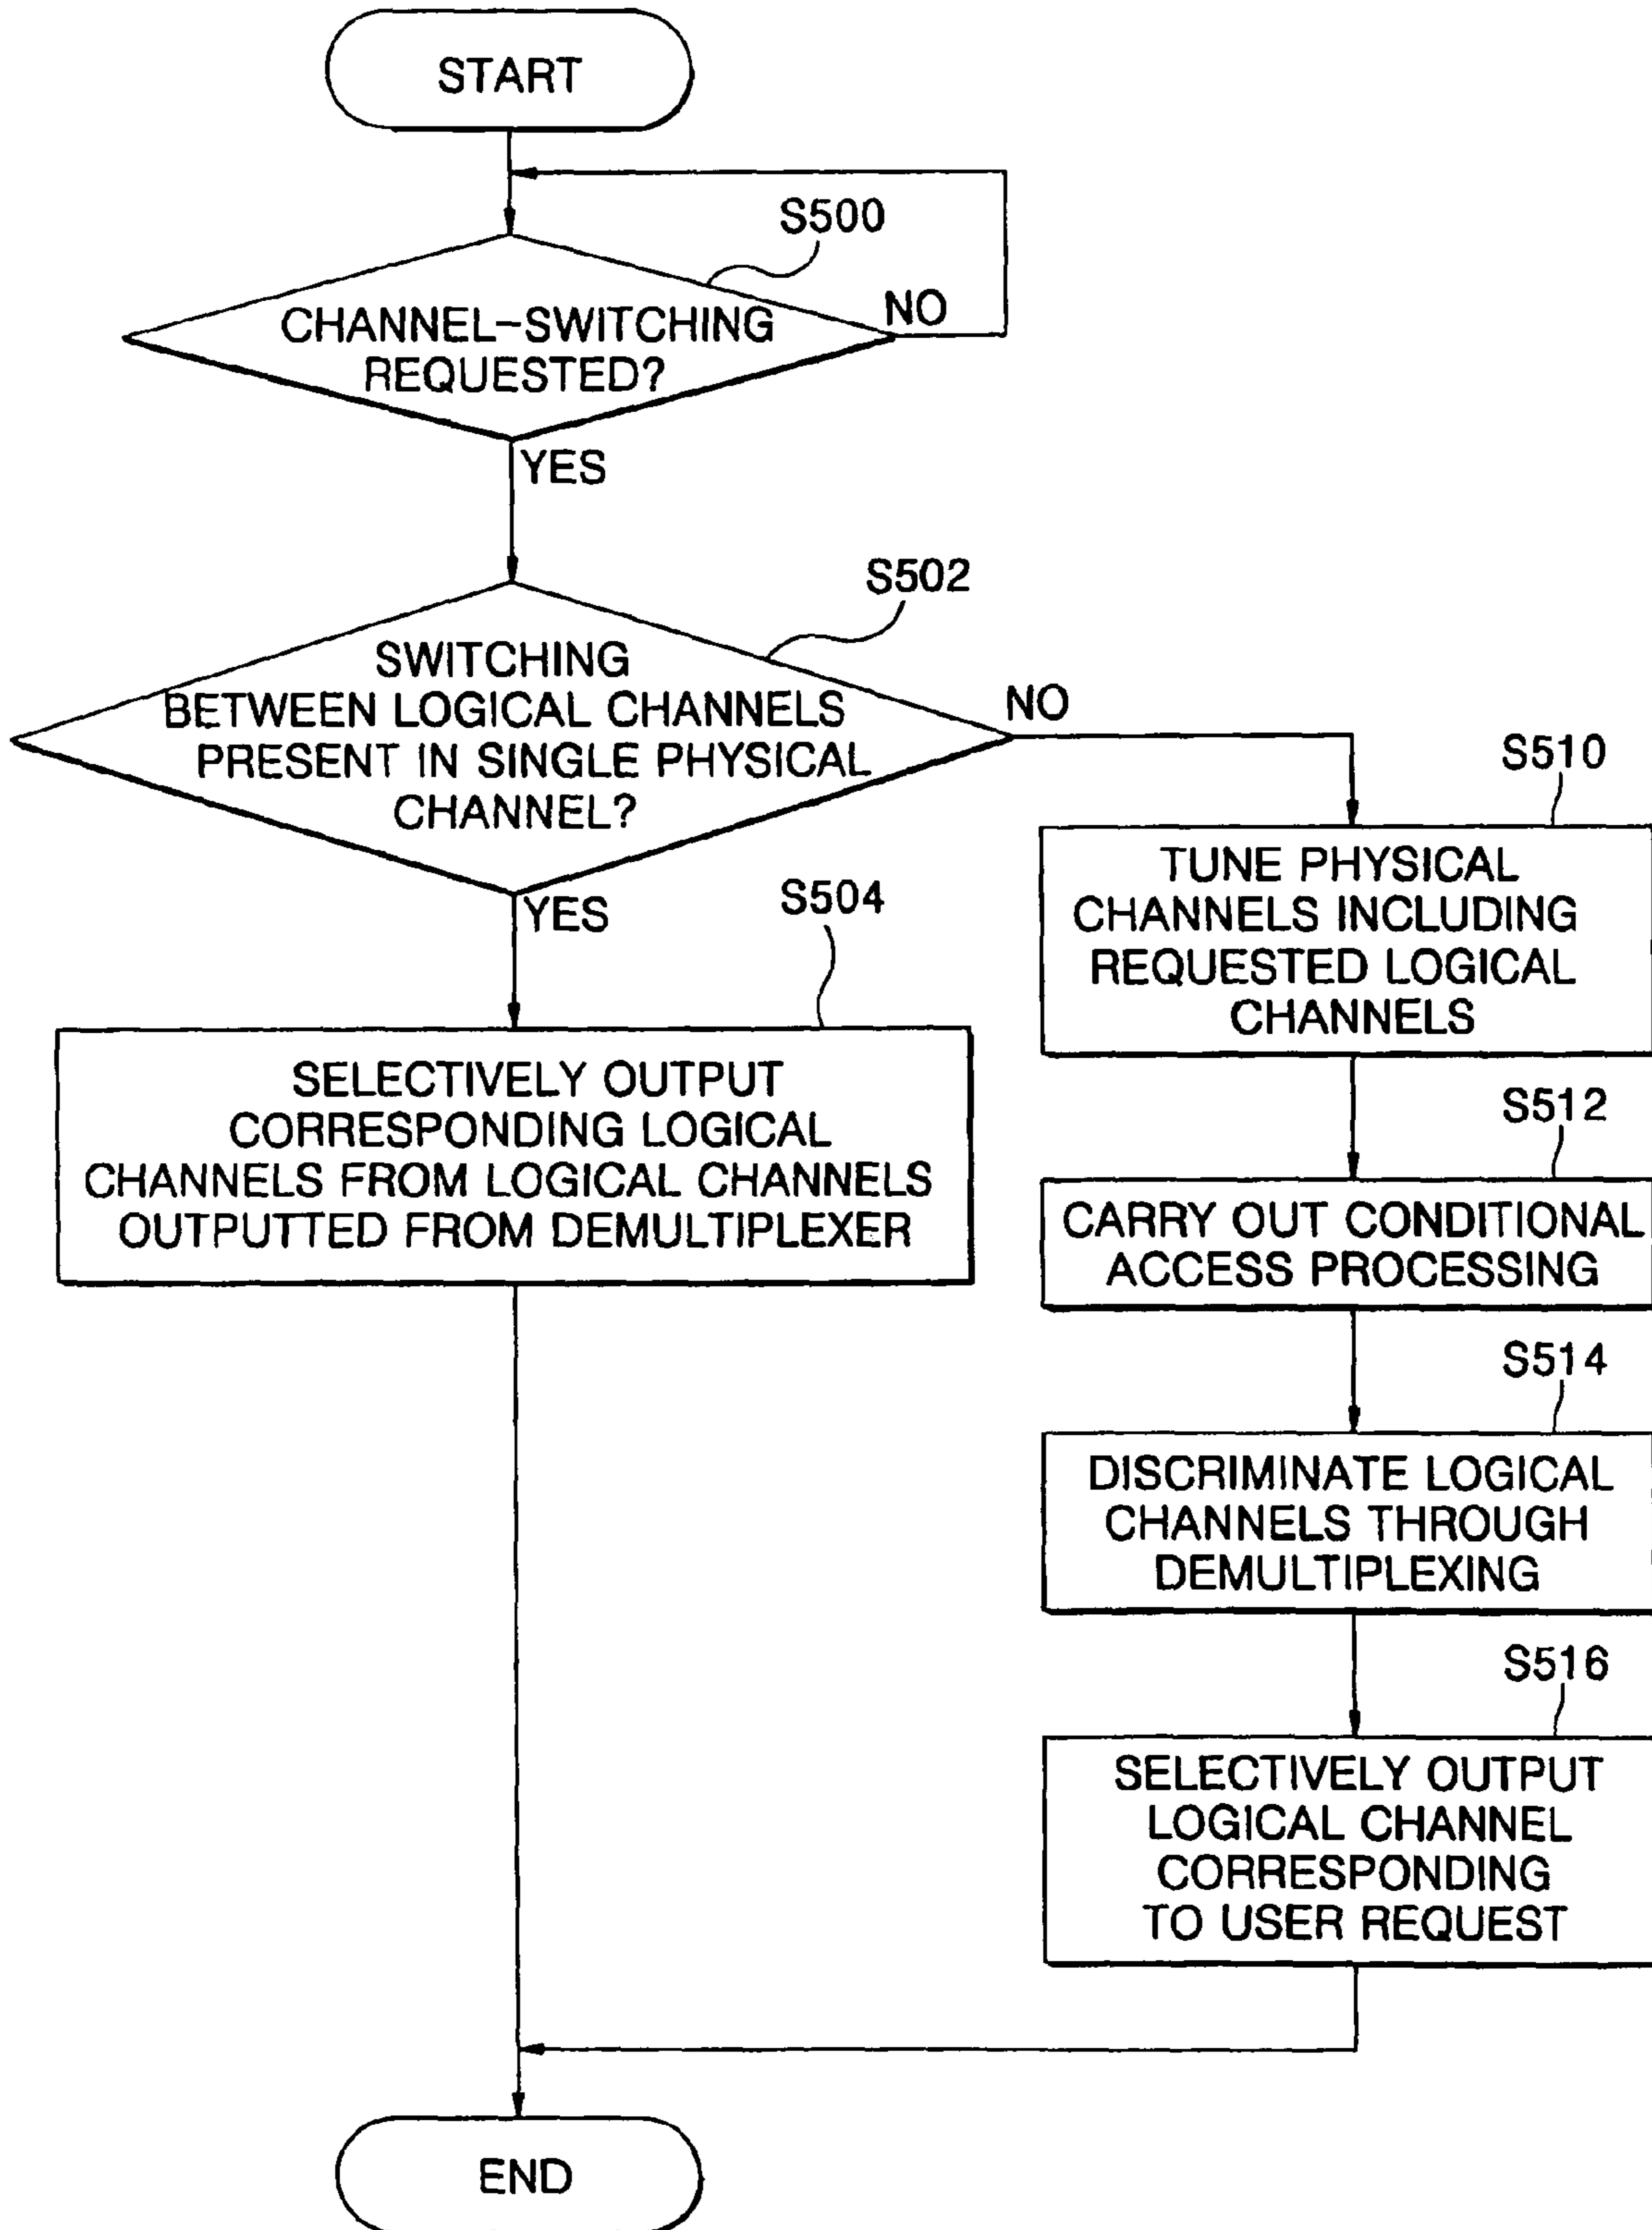 START
S500
CHANNEL-SWITCHING
REQUESTED?
NO
YES
S502
SWITCHING
BETWEEN LOGICAL CHANNELS
PRESENT IN SINGLE PHYSICAL
CHANNEL?
NO
YES
S504
SELECTIVELY OUTPUT
CORRESPONDING LOGICAL
CHANNELS FROM LOGICAL CHANNELS
OUTPUTTED FROM DEMULTIPLEXER
S510
TUNE PHYSICAL
CHANNELS INCLUDING
REQUESTED LOGICAL
CHANNELS
S512
CARRY OUT CONDITIONAL
ACCESS PROCESSING
S514
DISCRIMINATE LOGICAL
CHANNELS THROUGH
DEMULTIPLEXING
S516
SELECTIVELY OUTPUT
LOGICAL CHANNEL
CORRESPONDING
TO USER REQUEST
END